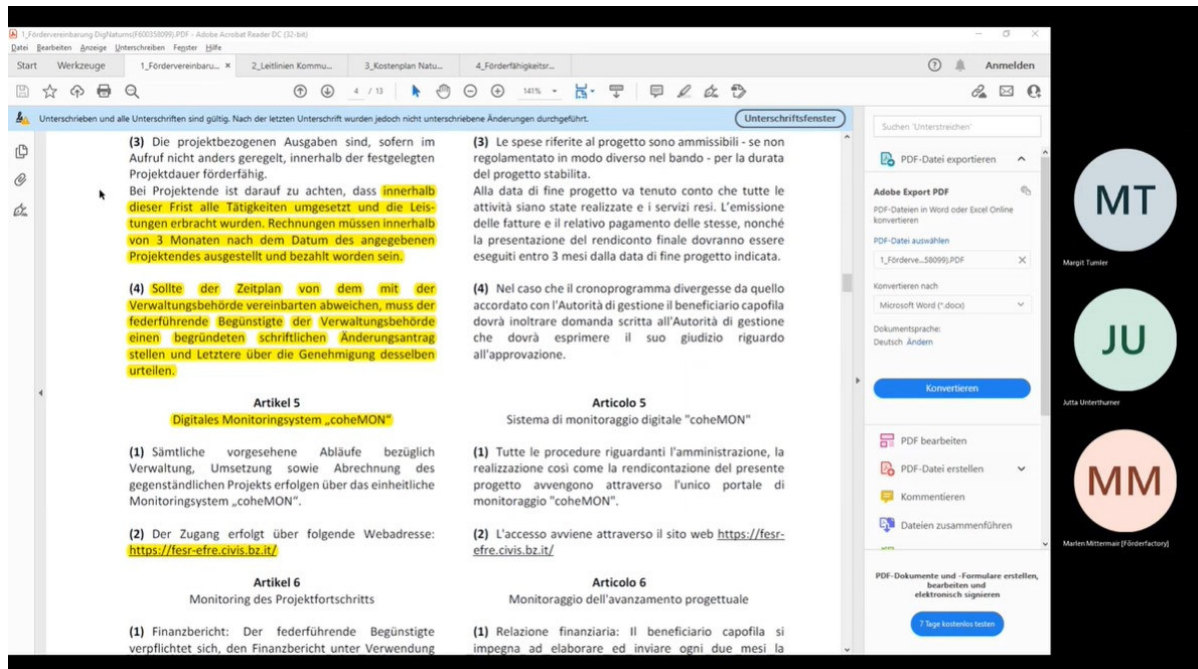 1_Fördervereinbarung DigNaturns(F600358099).PDF - Adobe Acrobat Reader DC (32-bit)
Datei Bearbeiten Anzeige Unterschreiben Fenster Hilfe
Start Werkzeuge 1_Fördervereinbaru... × 2_Leitlinien Kommu... 3_Kostenplan Natu... 4_Förderfähigkeitsr... Anmelden
4 / 13 141%
Unterschrieben und alle Unterschriften sind gültig. Nach der letzten Unterschrift wurden jedoch nicht unterschriebene Änderungen durchgeführt. Unterschriftsfenster
(3) Die projektbezogenen Ausgaben sind, sofern im
Aufruf nicht anders geregelt, innerhalb der festgelegten
Projektdauer förderfähig.
Bei Projektende ist darauf zu achten, dass innerhalb
dieser Frist alle Tätigkeiten umgesetzt und die Leis-
tungen erbracht wurden. Rechnungen müssen innerhalb
von 3 Monaten nach dem Datum des angegebenen
Projektendes ausgestellt und bezahlt worden sein.
(4) Sollte der Zeitplan von dem mit der
Verwaltungsbehörde vereinbarten abweichen, muss der
federführende Begünstigte der Verwaltungsbehörde
einen begründeten schriftlichen Änderungsantrag
stellen und Letztere über die Genehmigung desselben
urteilen.
Artikel 5
Digitales Monitoringsystem „coheMON“
(1) Sämtliche vorgesehene Abläufe bezüglich
Verwaltung, Umsetzung sowie Abrechnung des
gegenständlichen Projekts erfolgen über das einheitliche
Monitoringsystem „coheMON“.
(2) Der Zugang erfolgt über folgende Webadresse:
https://fesr-efre.civis.bz.it/
Artikel 6
Monitoring des Projektfortschritts
(1) Finanzbericht: Der federführende Begünstigte
verpflichtet sich, den Finanzbericht unter Verwendung
(3) Le spese riferite al progetto sono ammissibili - se non
regolamentato in modo diverso nel bando - per la durata
del progetto stabilita.
Alla data di fine progetto va tenuto conto che tutte le
attività siano state realizzate e i servizi resi. L'emissione
delle fatture e il relativo pagamento delle stesse, nonché
la presentazione del rendiconto finale dovranno essere
eseguiti entro 3 mesi dalla data di fine progetto indicata.
(4) Nel caso che il cronoprogramma divergesse da quello
accordato con l'Autorità di gestione il beneficiario capofila
dovrà inoltrare domanda scritta all'Autorità di gestione
che dovrà esprimere il suo giudizio riguardo
all'approvazione.
Articolo 5
Sistema di monitoraggio digitale "coheMON"
(1) Tutte le procedure riguardanti l'amministrazione, la
realizzazione così come la rendicontazione del presente
progetto avvengono attraverso l'unico portale di
monitoraggio "coheMON".
(2) L'accesso avviene attraverso il sito web https://fesr-
efre.civis.bz.it/
Articolo 6
Monitoraggio dell'avanzamento progettuale
(1) Relazione finanziaria: Il beneficiario capofila si
impegna ad elaborare ed inviare ogni due mesi la
Suchen 'Unterstreichen'
PDF-Datei exportieren
Adobe Export PDF
PDF-Dateien in Word oder Excel Online
konvertieren
PDF-Datei auswählen
1_Förderve...58099).PDF ×
Konvertieren nach
Microsoft Word (*.docx)
Dokumentsprache:
Deutsch Ändern
Konvertieren
PDF bearbeiten
PDF-Datei erstellen
Kommentieren
Dateien zusammenführen
PDF-Dokumente und -Formulare erstellen,
bearbeiten und
elektronisch signieren
7 Tage kostenlos testen
MT
Margit Tumler
JU
Jutta Unterthurner
MM
Marlen Mittermair [Förderfactory]